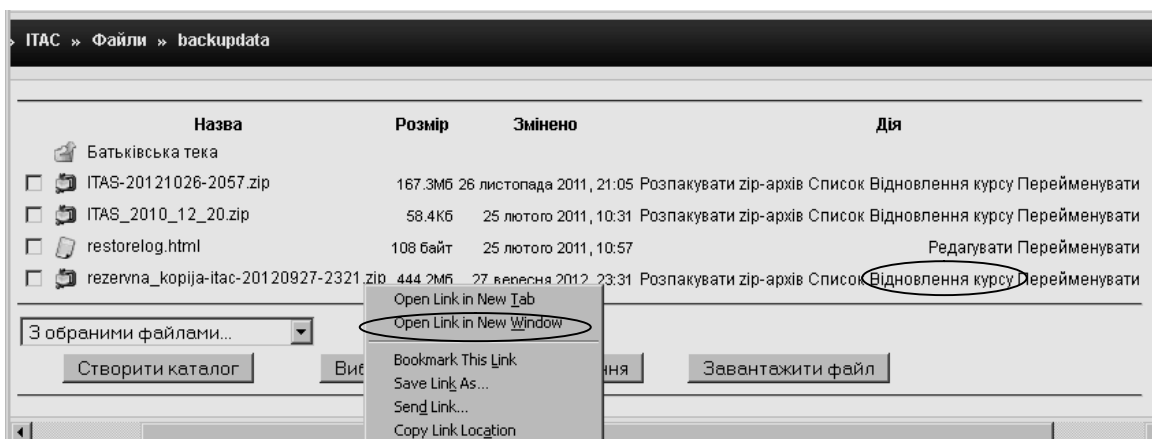 ITAC » Файли » backupdata
Назва Розмір Змінено Дія
Батьківська тека
ITAS-20121026-2057.zip 167.3Мб 26 листопада 2011, 21:05 Розпакувати zip-архів Список Відновлення курсу Перейменувати
ITAS_2010_12_20.zip 58.4Кб 25 лютого 2011, 10:31 Розпакувати zip-архів Список Відновлення курсу Перейменувати
restorelog.html 108 байт 25 лютого 2011, 10:57 Редагувати Перейменувати
rezervna_kopija-itac-20120927-2321.zip 444.2Мб 27 вересня 2012, 23:31 Розпакувати zip-архів Список Відновлення курсу Перейменувати
Open Link in New Tab
З обраними файлами... Open Link in New Window
Створити каталог Bookmark This Link Завантажити файл
Save Link As...
Send Link...
Copy Link Location